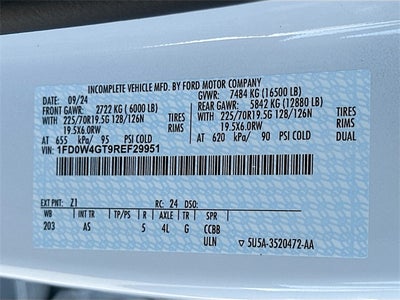 INCOMPLETE VEHICLE MFD. BY FORD MOTOR COMPANY
DATE: 09/24 GVWR: 7484 KG (16500 LB)
FRONT GAWR: 2722 KG ( 6000 LB) REAR GAWR: 5842 KG (12880 LB)
WITH 225/70R19.5G 128/126N TIRES WITH 225/70R19.5G 128/126N TIRES
19.5X6.0RW RIMS 19.5X6.0RW RIMS
AT 655 kPa/ 95 PSI COLD AT 620 kPa/ 90 PSI COLD
VIN: 1FD0W4GT9REF29951
EXT PNT: Z1 RC: 24 DSO:
WB INT TR TP/PS R AXLE TR SPR
203 AS 5 4L G CCBB
ULN ▽5U5A-3520472-AA